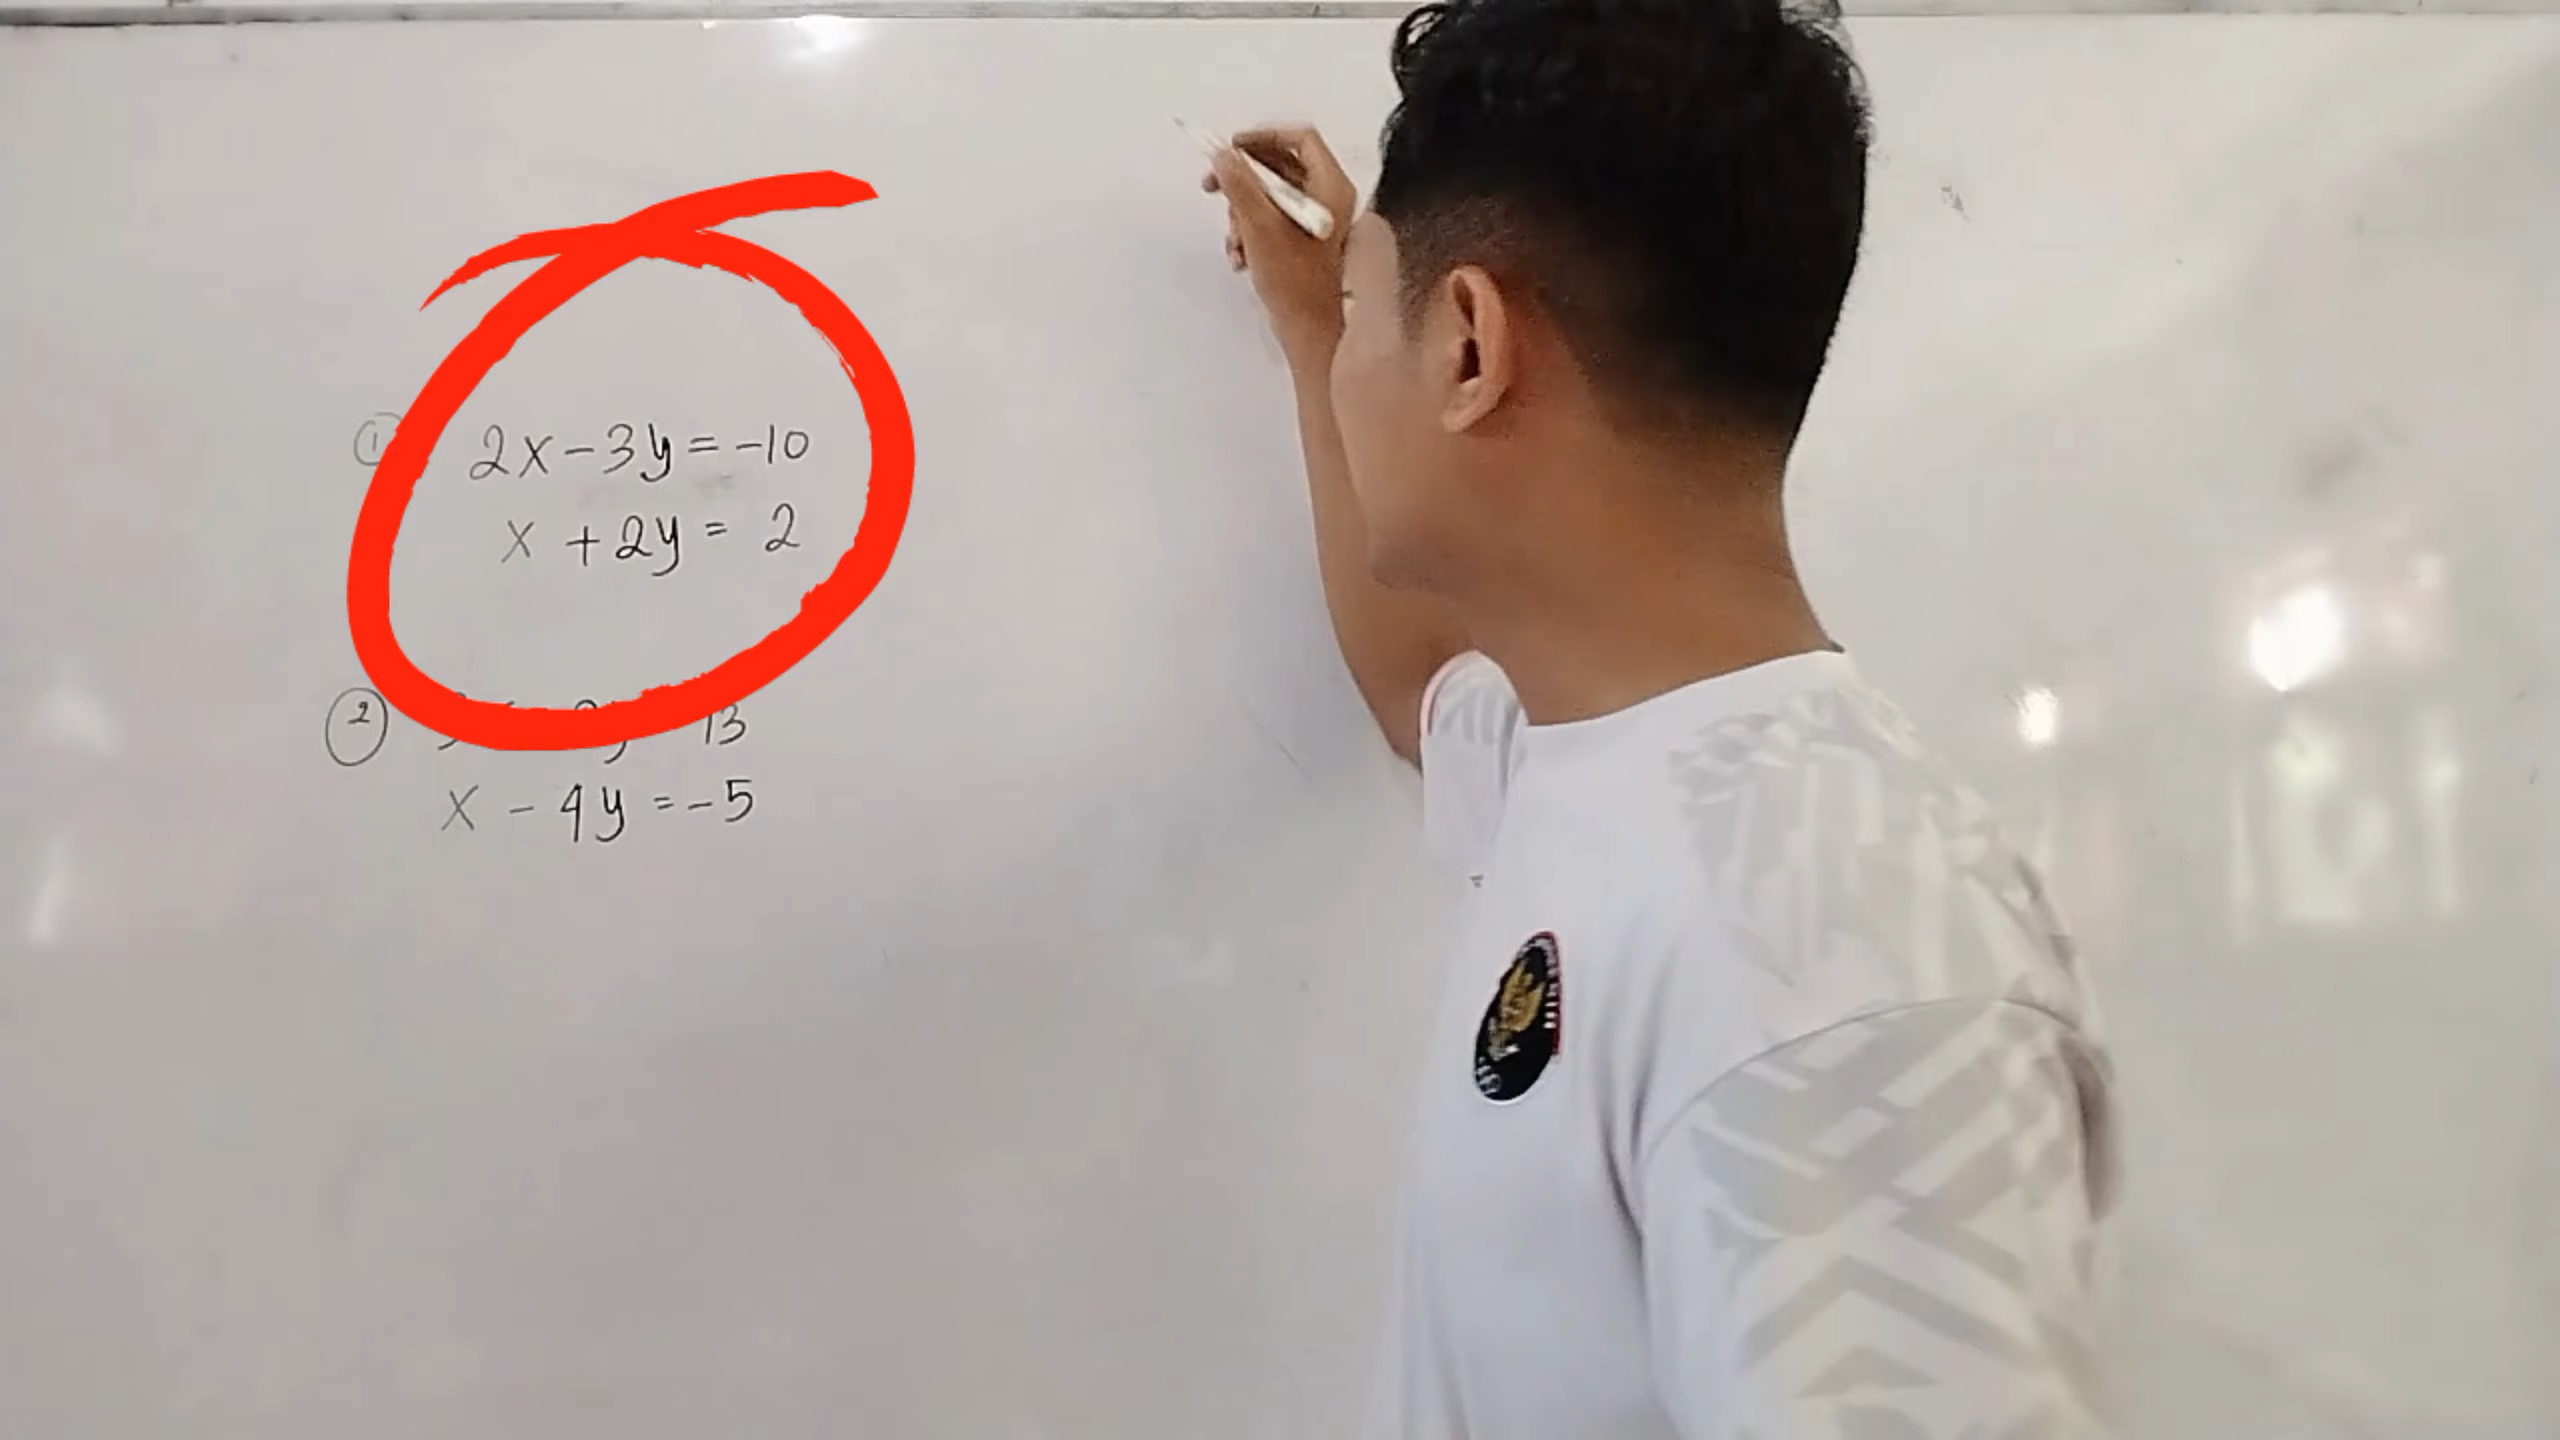 ① 2x - 3y = -10
x + 2y = 2
② 13
x - 4y = -5